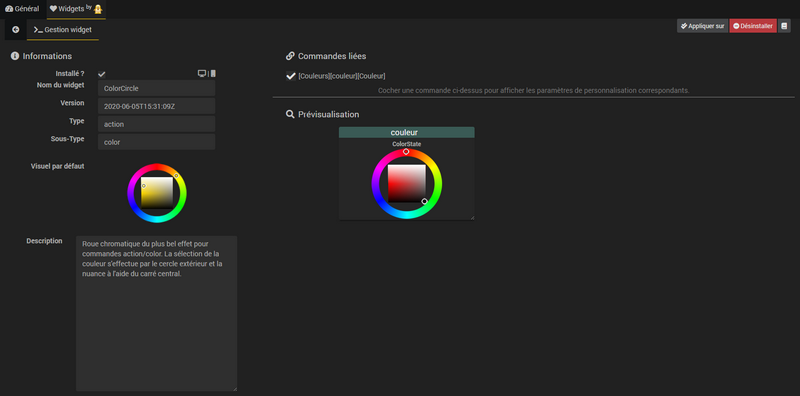 Général
Widgets by
Gestion widget
Appliquer sur
Désinstaller
Informations
Installé ?
Nom du widget
ColorCircle
Version
2020-06-05T15:31:09Z
Type
action
Sous-Type
color
Visuel par défaut
Description
Roue chromatique du plus bel effet pour
commandes action/color. La sélection de la
couleur s'effectue par le cercle extérieur et la
nuance à l'aide du carré central.
Commandes liées
[Couleurs][couleur][Couleur]
Cocher une commande ci-dessus pour afficher les paramètres de personnalisation correspondants.
Prévisualisation
couleur
ColorState